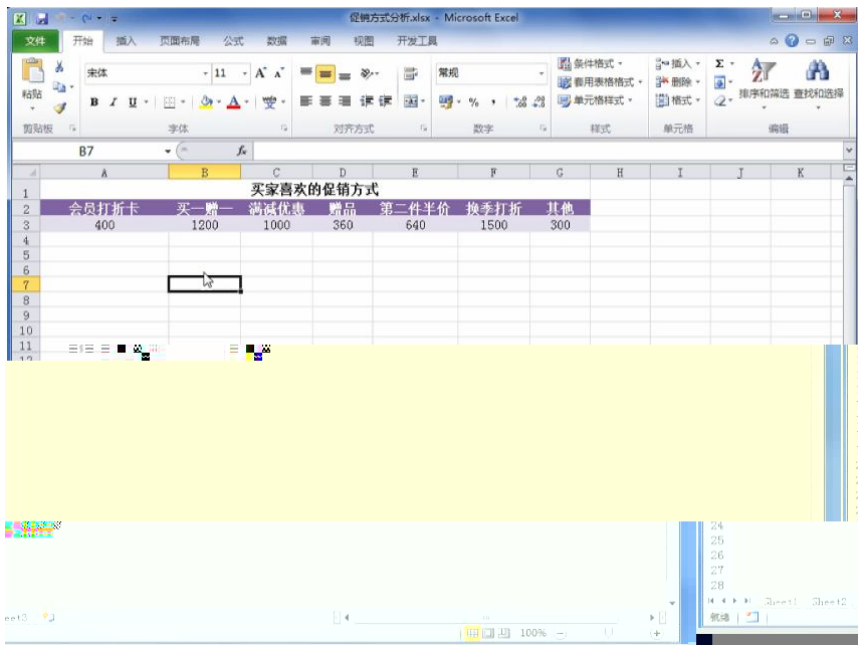 促销方式分析.xlsx - Microsoft Excel
文件 开始 插入 页面布局 公式 数据 审阅 视图 开发工具
粘贴 宋体 11 A A 常规 条件格式 插入 Σ
B I U A 变 % , 套用表格格式 删除 排序和筛选 查找和选择
单元格样式 格式
剪贴板 字体 对齐方式 数字 样式 单元格 编辑
B7 fx
A B C D E F G H I J K
1 买家喜欢的促销方式
2 会员打折卡 买一赠一 满减优惠 赠品 第二件半价 换季打折 其他
3 400 1200 1000 360 640 1500 300
4
5
6
7
8
9
10
11
24
25
26
27
28
Sheet1 Sheet2
eet3
就绪
100%